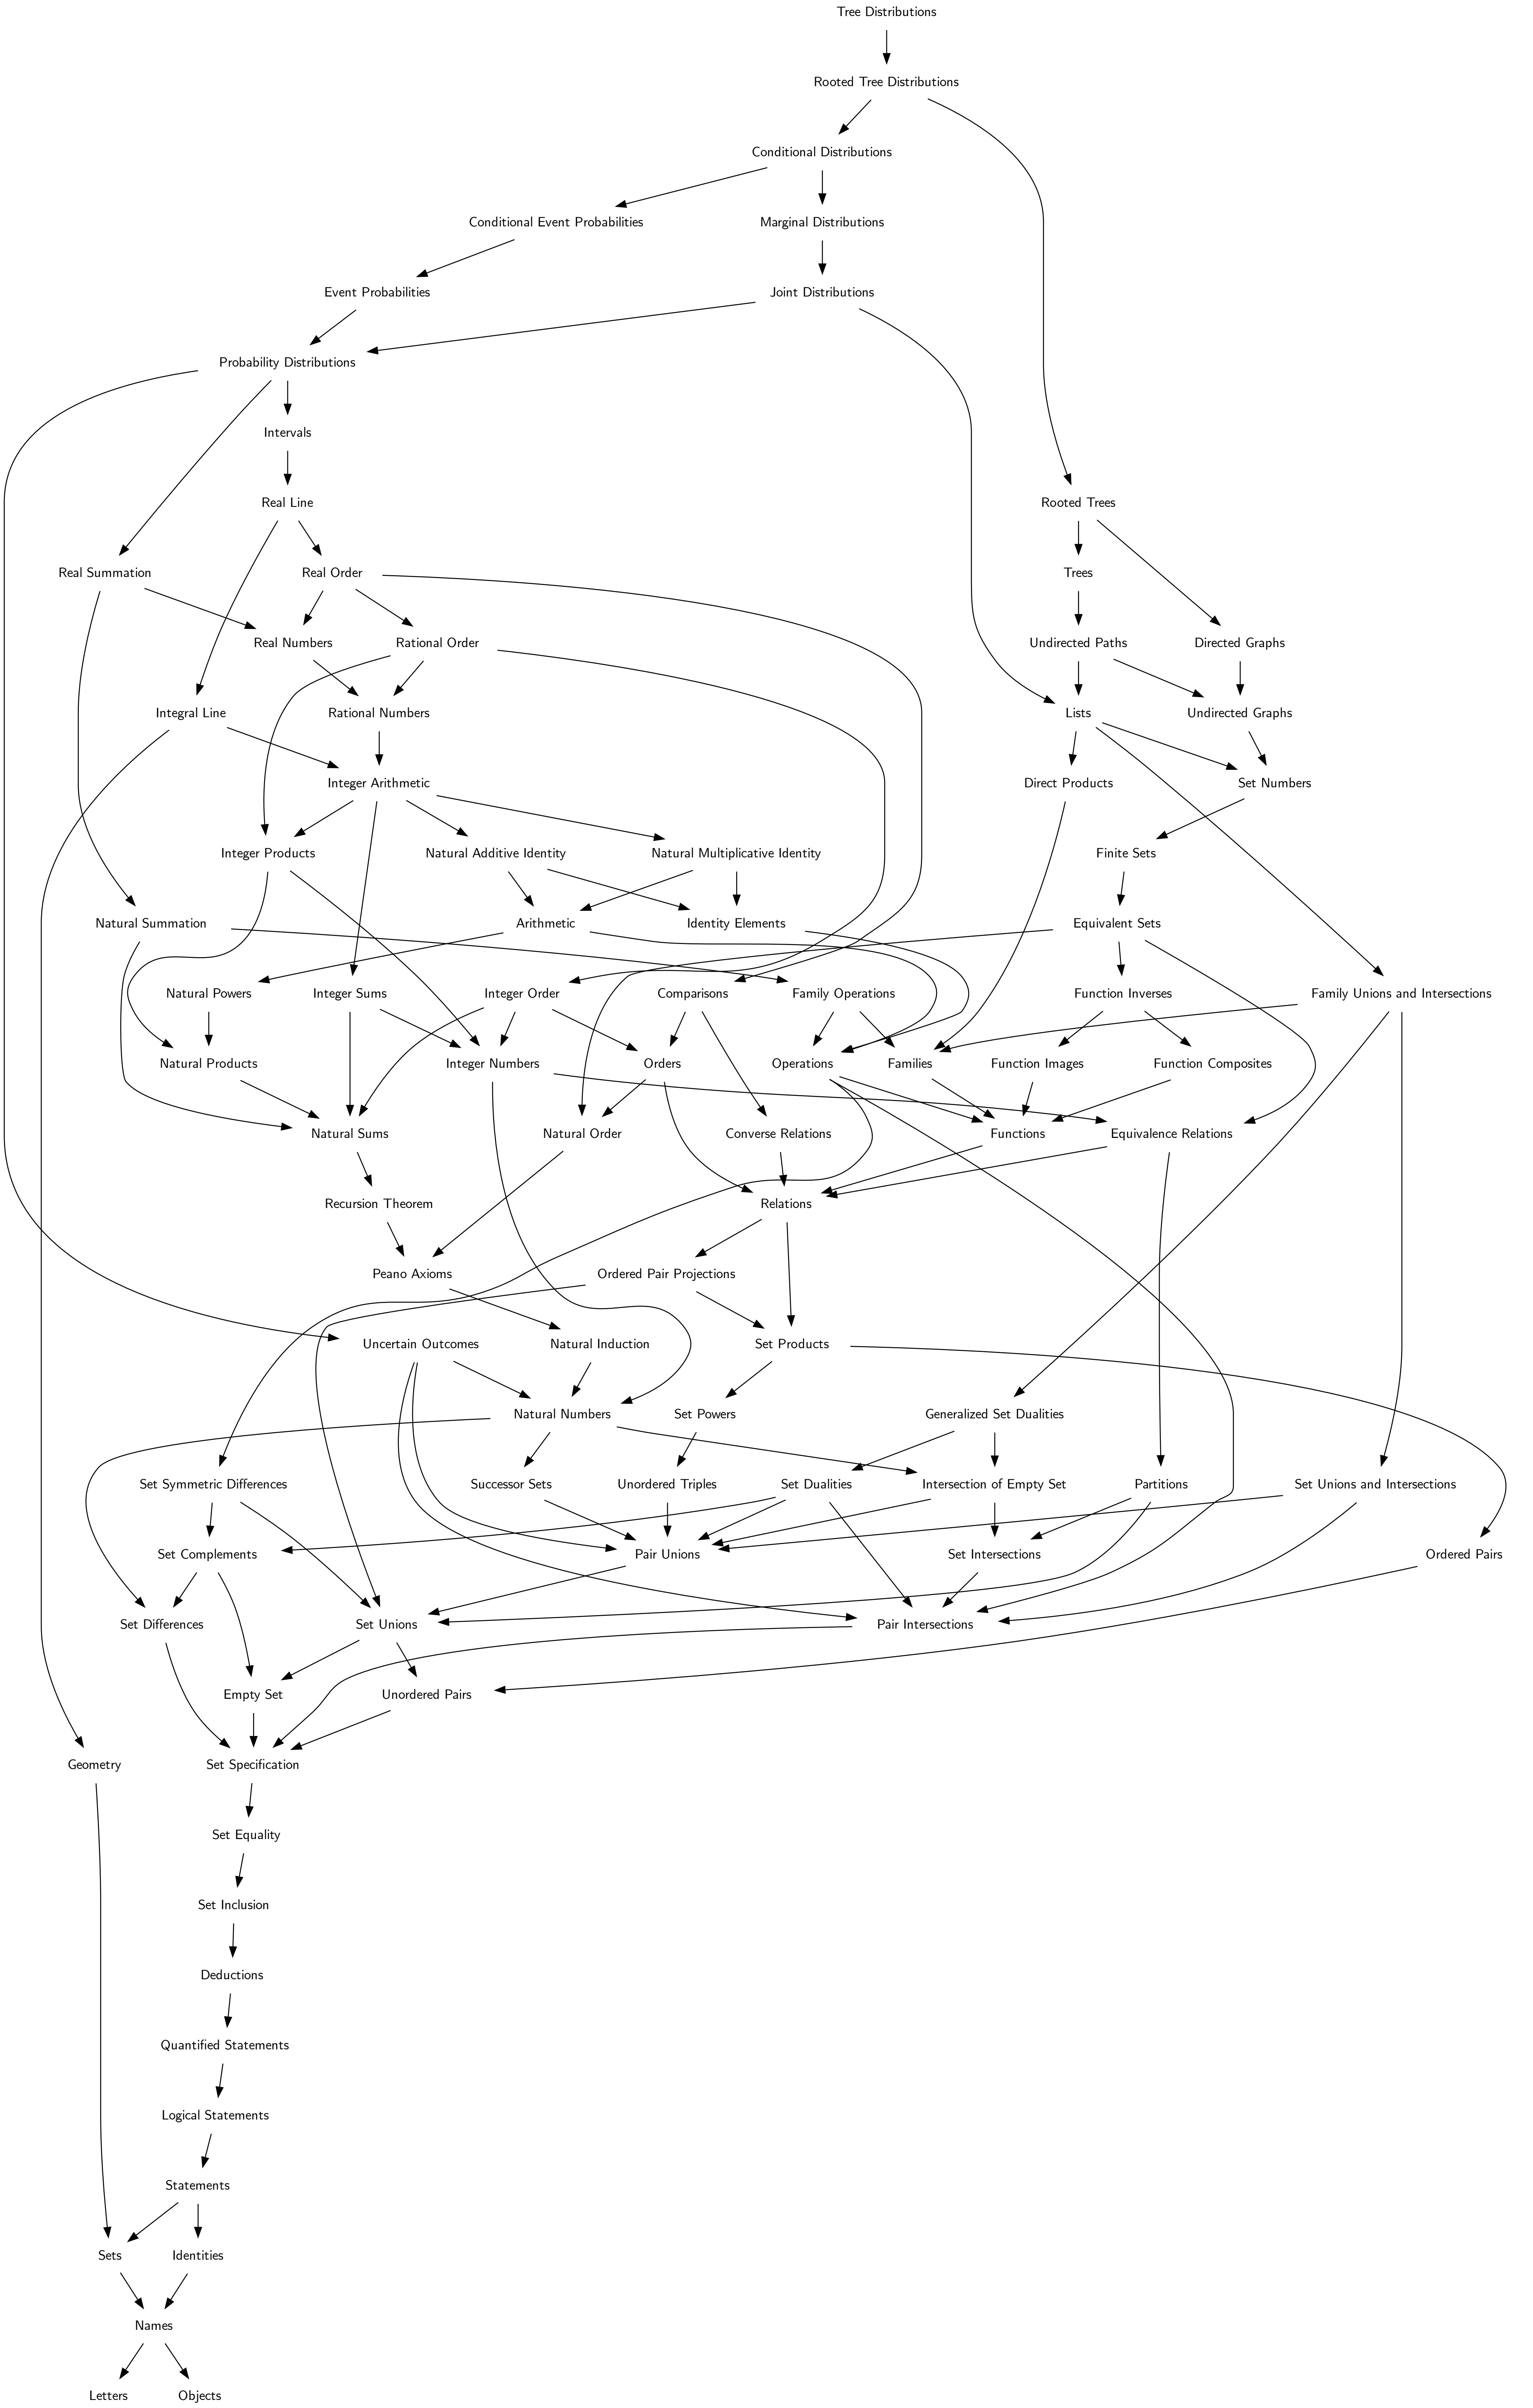 Tree Distributions
Rooted Tree Distributions
Conditional Distributions
Conditional Event Probabilities
Marginal Distributions
Event Probabilities
Joint Distributions
Probability Distributions
Intervals
Real Line
Rooted Trees
Real Summation
Real Order
Trees
Real Numbers
Rational Order
Undirected Paths
Directed Graphs
Integral Line
Rational Numbers
Lists
Undirected Graphs
Integer Arithmetic
Direct Products
Set Numbers
Integer Products
Natural Additive Identity
Natural Multiplicative Identity
Finite Sets
Natural Summation
Arithmetic
Identity Elements
Equivalent Sets
Natural Powers
Integer Sums
Integer Order
Comparisons
Family Operations
Function Inverses
Family Unions and Intersections
Natural Products
Integer Numbers
Orders
Operations
Families
Function Images
Function Composites
Natural Sums
Natural Order
Converse Relations
Functions
Equivalence Relations
Recursion Theorem
Relations
Peano Axioms
Ordered Pair Projections
Uncertain Outcomes
Natural Induction
Set Products
Natural Numbers
Set Powers
Generalized Set Dualities
Set Symmetric Differences
Successor Sets
Unordered Triples
Set Dualities
Intersection of Empty Set
Partitions
Set Unions and Intersections
Set Complements
Pair Unions
Set Intersections
Ordered Pairs
Set Differences
Set Unions
Pair Intersections
Empty Set
Unordered Pairs
Geometry
Set Specification
Set Equality
Set Inclusion
Deductions
Quantified Statements
Logical Statements
Statements
Sets
Identities
Names
Letters
Objects